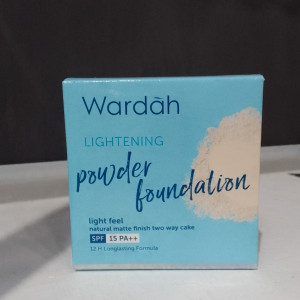 Wardah
LIGHTENING
powder
foundation
light feel
natural matte finish two way cake
SPF 15 PA++
12 H Longlasting Formula